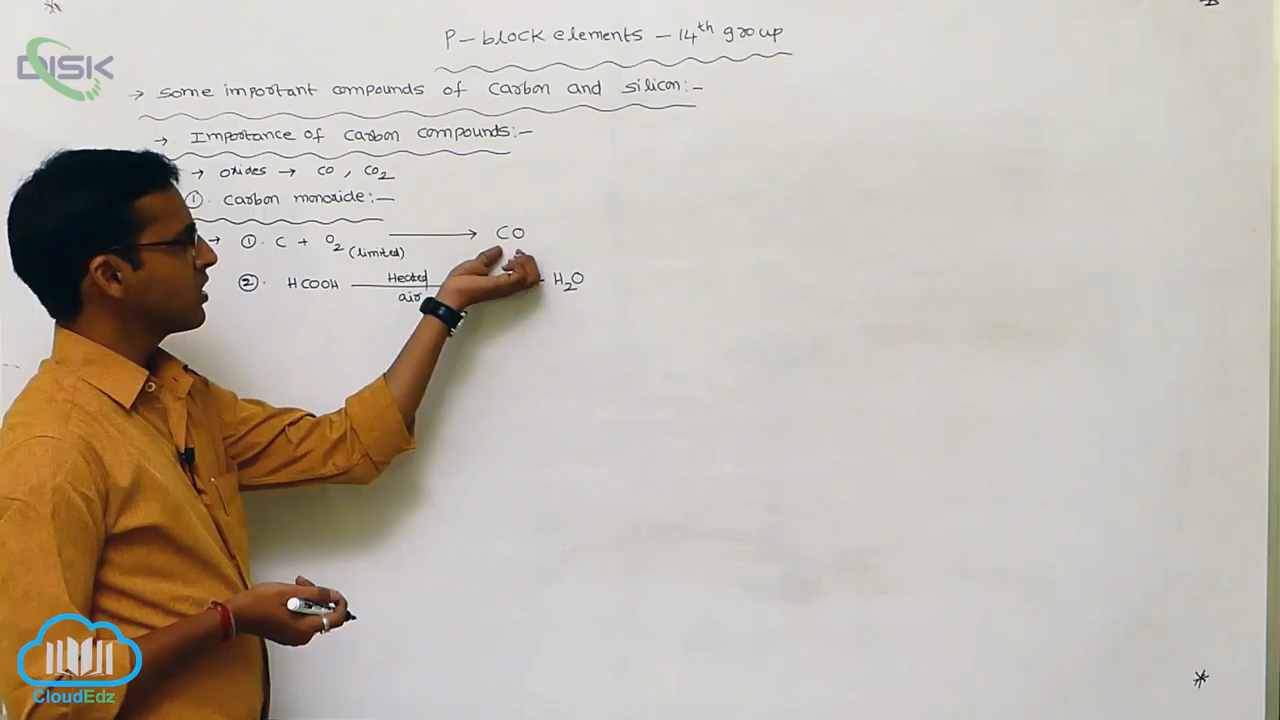 P-block elements - 14th group
DISK
→ some important compounds of carbon and silicon:-
→ Importance of carbon compounds:-
→ oxides → CO, CO2
①. carbon monoxide:-
→ ①. C + O2 (limited) → CO
②. HCOOH Heated air H2O
CloudEdz